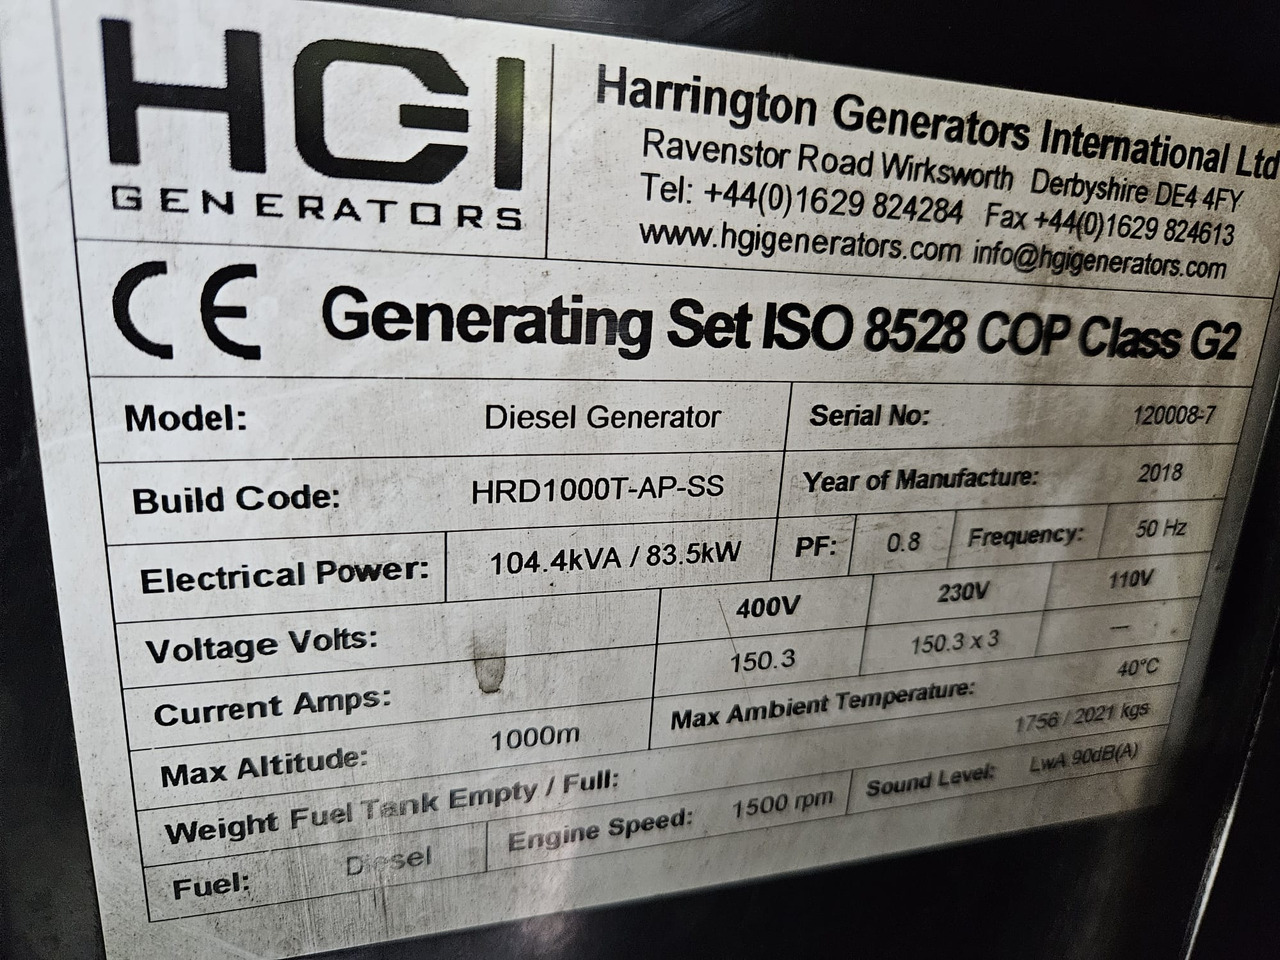 HGI
GENERATORS
Harrington Generators International Ltd
Ravenstor Road Wirksworth Derbyshire DE4 4FY
Tel: +44(0)1629 824284 Fax +44(0)1629 824613
www.hgigenerators.com info@hgigenerators.com
CE Generating Set ISO 8528 COP Class G2
Model: Diesel Generator Serial No: 120008-7
Build Code: HRD1000T-AP-SS Year of Manufacture: 2018
Electrical Power: 104.4kVA / 83.5kW PF: 0.8 Frequency: 50 Hz
Voltage Volts: 400V 230V 110V
Current Amps: 150.3 150.3 x 3 —
Max Altitude: 1000m Max Ambient Temperature: 40°C
Weight Fuel Tank Empty / Full: 1756 / 2021 kgs
Fuel: Diesel Engine Speed: 1500 rpm Sound Level: LwA 90dB(A)